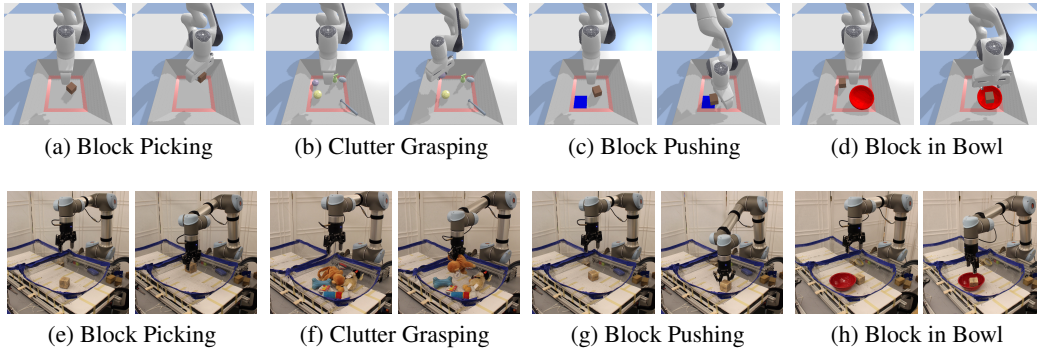 (a) Block Picking
(b) Clutter Grasping
(c) Block Pushing
(d) Block in Bowl
(e) Block Picking
(f) Clutter Grasping
(g) Block Pushing
(h) Block in Bowl